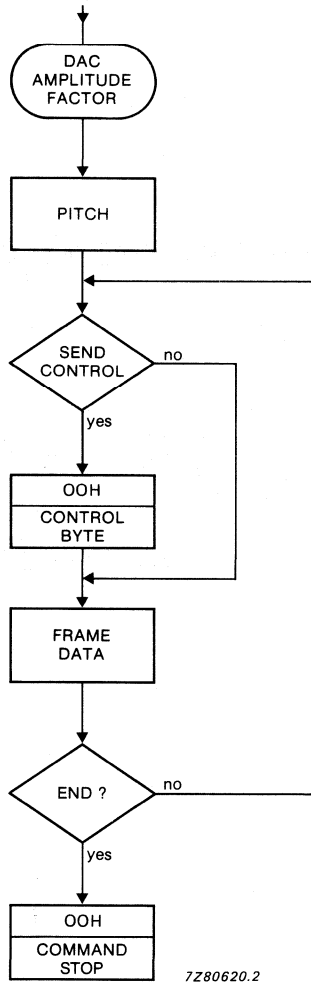 DAC
AMPLITUDE
FACTOR
PITCH
SEND
CONTROL
no
yes
OOH
CONTROL
BYTE
FRAME
DATA
END ?
no
yes
OOH
COMMAND
STOP
7Z80620.2